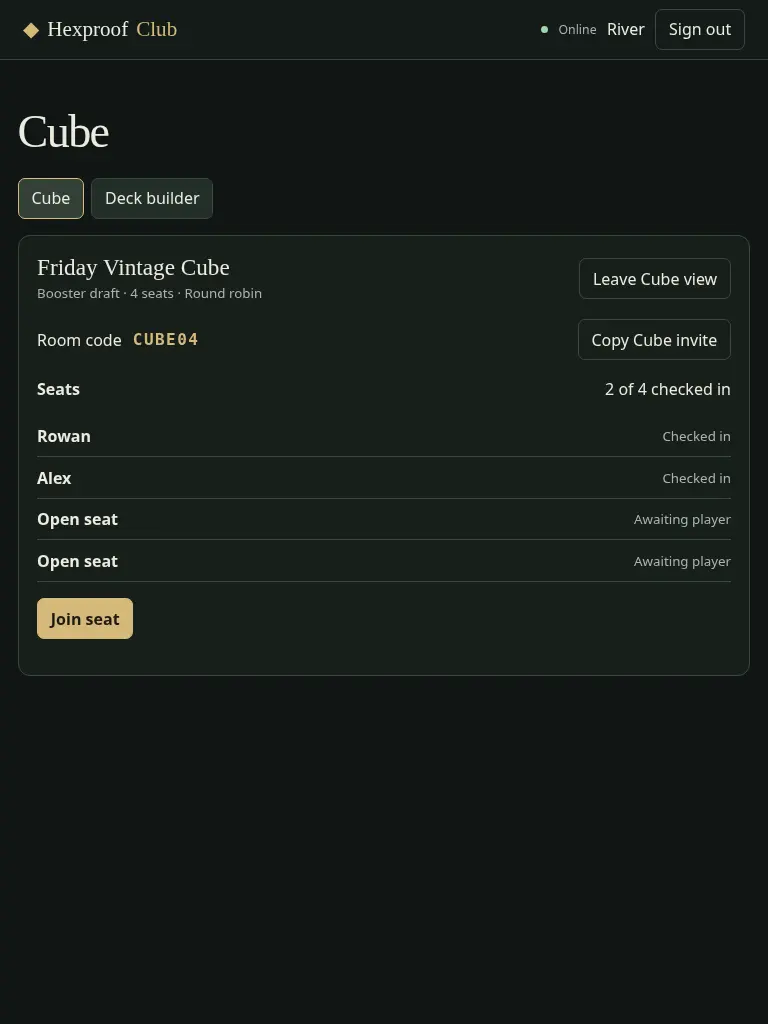 Hexproof Club
Online River Sign out
Cube
Cube Deck builder
Friday Vintage Cube
Booster draft · 4 seats · Round robin
Leave Cube view
Room code CUBE04
Copy Cube invite
Seats 2 of 4 checked in
Rowan Checked in
Alex Checked in
Open seat Awaiting player
Open seat Awaiting player
Join seat